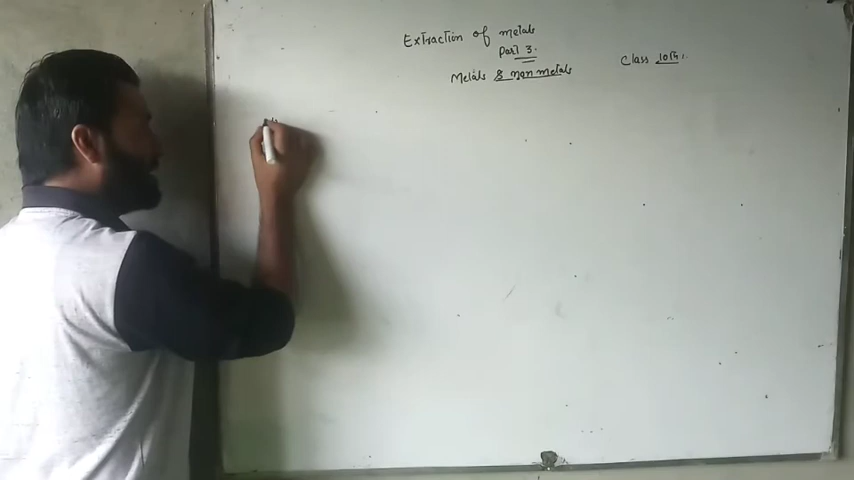 Extraction of metals
Part 3.
Metals & non metals
Class 10th.